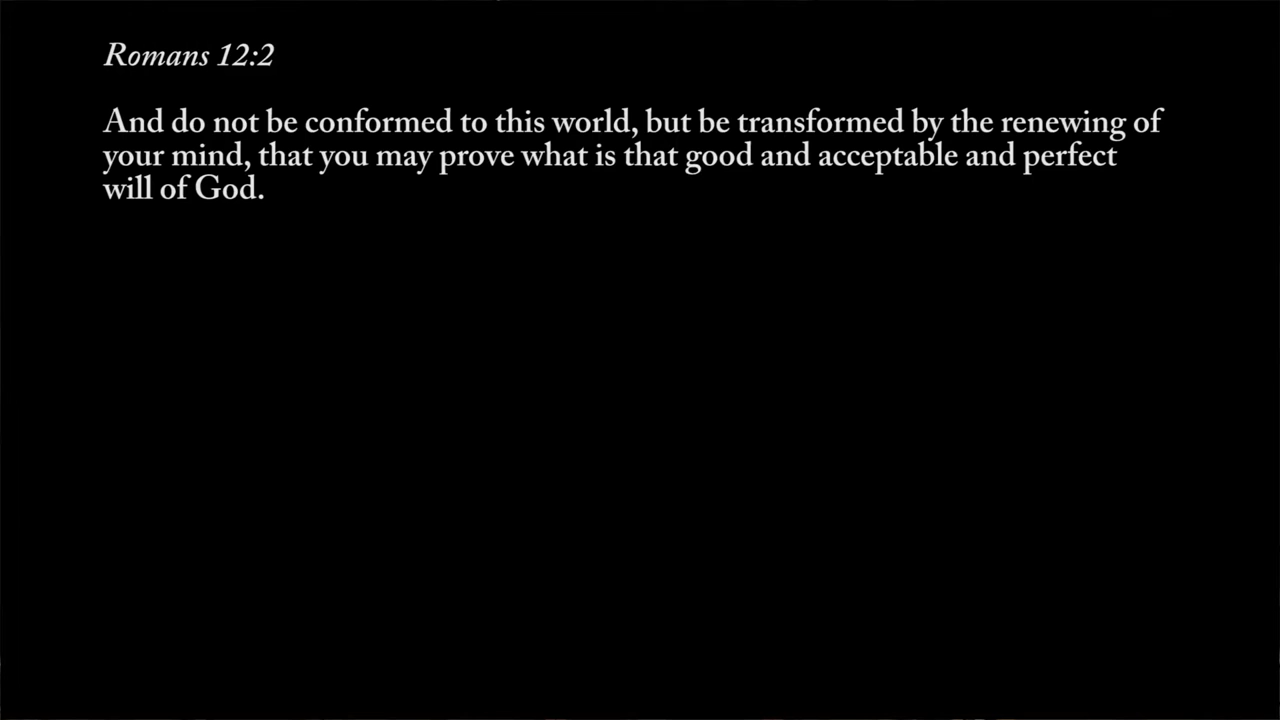 Romans 12:2
And do not be conformed to this world, but be transformed by the renewing of
your mind, that you may prove what is that good and acceptable and perfect
will of God.